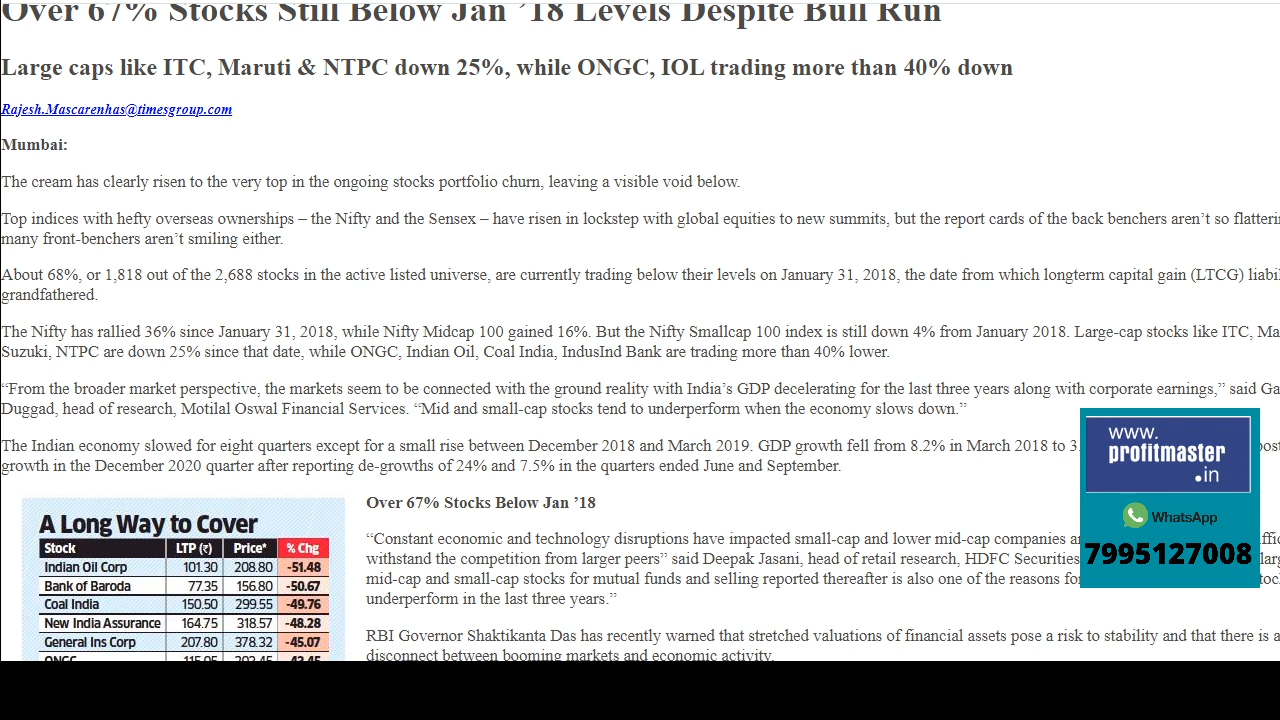 Over 67% Stocks Still Below Jan ’18 Levels Despite Bull Run
Large caps like ITC, Maruti & NTPC down 25%, while ONGC, IOL trading more than 40% down
Rajesh.Mascarenhas@timesgroup.com
Mumbai:
The cream has clearly risen to the very top in the ongoing stocks portfolio churn, leaving a visible void below.
Top indices with hefty overseas ownerships – the Nifty and the Sensex – have risen in lockstep with global equities to new summits, but the report cards of the back benchers aren’t so
many front-benchers aren’t smiling either.
About 68%, or 1,818 out of the 2,688 stocks in the active listed universe, are currently trading below their levels on January 31, 2018, the date from which longterm capital gain (LTCG)
grandfathered.
The Nifty has rallied 36% since January 31, 2018, while Nifty Midcap 100 gained 16%. But the Nifty Smallcap 100 index is still down 4% from January 2018. Large-cap stocks like ITC,
Suzuki, NTPC are down 25% since that date, while ONGC, Indian Oil, Coal India, IndusInd Bank are trading more than 40% lower.
“From the broader market perspective, the markets seem to be connected with the ground reality with India’s GDP decelerating for the last three years along with corporate earnings,” said
Duggad, head of research, Motilal Oswal Financial Services. “Mid and small-cap stocks tend to underperform when the economy slows down.”
The Indian economy slowed for eight quarters except for a small rise between December 2018 and March 2019. GDP growth fell from 8.2% in March 2018 to
growth in the December 2020 quarter after reporting de-growths of 24% and 7.5% in the quarters ended June and September.
A Long Way to Cover
Stock LTP (₹) Price* % Chg
Indian Oil Corp 101.30 208.80 -51.48
Bank of Baroda 77.35 156.80 -50.67
Coal India 150.50 299.55 -49.76
New India Assurance 164.75 318.57 -48.28
General Ins Corp 207.80 378.32 -45.07
Over 67% Stocks Below Jan ’18
“Constant economic and technology disruptions have impacted small-cap and lower mid-cap companies
withstand the competition from larger peers” said Deepak Jasani, head of retail research, HDFC Securities
mid-cap and small-cap stocks for mutual funds and selling reported thereafter is also one of the reasons
underperform in the last three years.”
RBI Governor Shaktikanta Das has recently warned that stretched valuations of financial assets pose a risk to stability and that there is a
disconnect between booming markets and economic activity.
www.
profitmaster
.in
WhatsApp
7995127008